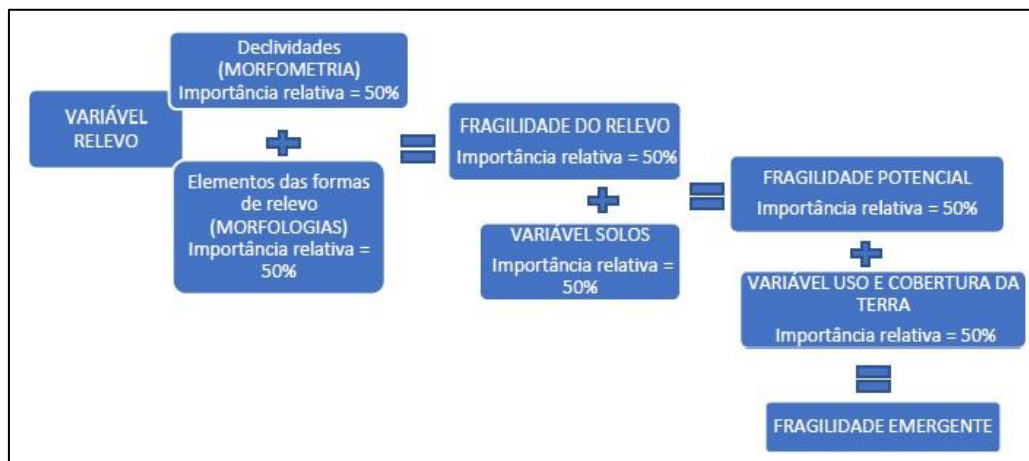 VARIÁVEL
RELEVO
Declividades
(MORFOMETRIA)
Importância relativa = 50%
Elementos das formas
de relevo
(MORFOLOGIAS)
Importância relativa =
50%
FRAGILIDADE DO RELEVO
Importância relativa = 50%
VARIÁVEL SOLOS
Importância relativa =
50%
FRAGILIDADE POTENCIAL
Importância relativa = 50%
VARIÁVEL USO E COBERTURA DA
TERRA
Importância relativa = 50%
FRAGILIDADE EMERGENTE